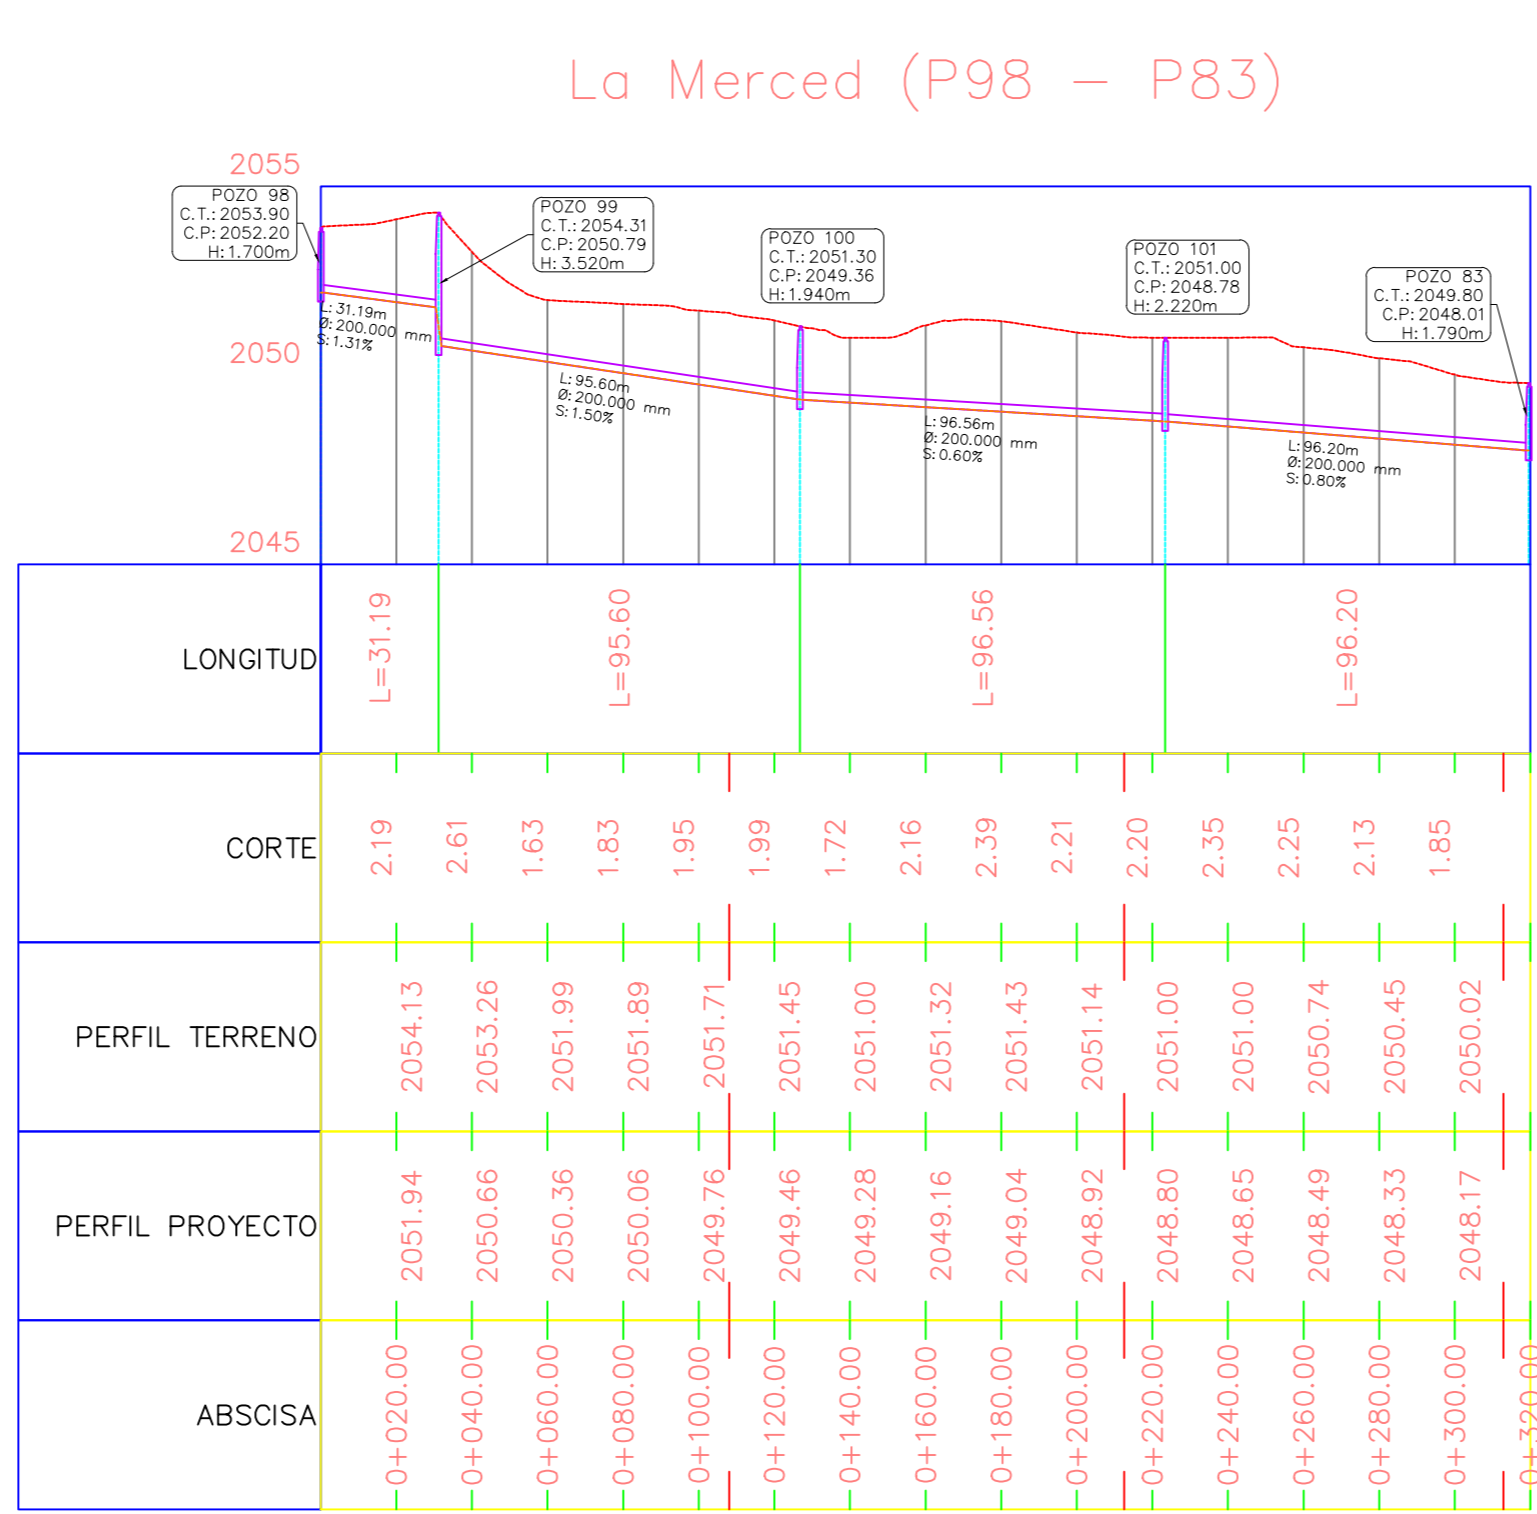 La Merced (P98 - P83)
2055
2050
2045
POZO 98
C.T.: 2053.90
C.P: 2052.20
H: 1.700m
POZO 99
C.T.: 2054.31
C.P: 2050.79
H: 3.520m
POZO 100
C.T.: 2051.30
C.P: 2049.36
H: 1.940m
POZO 101
C.T.: 2051.00
C.P: 2048.78
H: 2.220m
POZO 83
C.T.: 2049.80
C.P: 2048.01
H: 1.790m
L: 31.19m
Ø: 200.000 mm
S: 1.31%
L: 95.60m
Ø: 200.000 mm
S: 1.50%
L: 96.56m
Ø: 200.000 mm
S: 0.60%
L: 96.20m
Ø: 200.000 mm
S: 0.80%
LONGITUD
L=31.19
L=95.60
L=96.56
L=96.20
CORTE
2.19
2.61
1.63
1.83
1.95
1.99
1.72
2.16
2.39
2.21
2.20
2.35
2.25
2.13
1.85
PERFIL TERRENO
2054.13
2053.26
2051.99
2051.89
2051.71
2051.45
2051.00
2051.32
2051.43
2051.14
2051.00
2051.00
2050.74
2050.45
2050.02
PERFIL PROYECTO
2051.94
2050.66
2050.36
2050.06
2049.76
2049.46
2049.28
2049.16
2049.04
2048.92
2048.80
2048.65
2048.49
2048.33
2048.17
ABSCISA
0+020.00
0+040.00
0+060.00
0+080.00
0+100.00
0+120.00
0+140.00
0+160.00
0+180.00
0+200.00
0+220.00
0+240.00
0+260.00
0+280.00
0+300.00
0+320.00